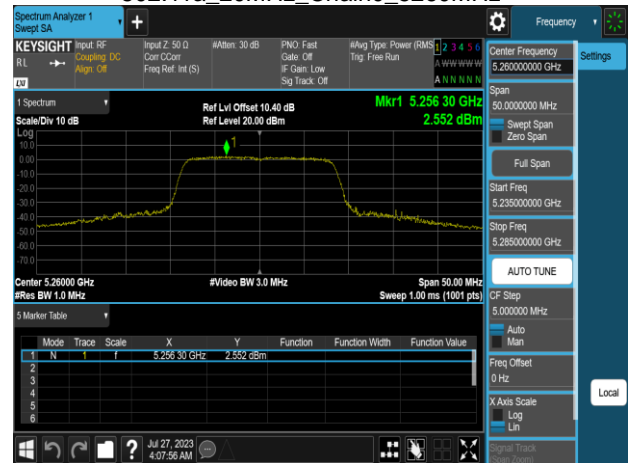 Spectrum Analyzer 1
Swept SA
+
Frequency
KEYSIGHT
RL
LXI
Input: RF
Coupling: DC
Align: Off
Input Z: 50 Ω
Corr CCorr
Freq Ref: Int (S)
#Atten: 30 dB
PNO: Fast
Gate: Off
IF Gain: Low
Sig Track: Off
#Avg Type: Power (RMS
Trig: Free Run
1 2 3 4 5 6
A W W W W W
A N N N N N
1 Spectrum
Scale/Div 10 dB
Ref Lvl Offset 10.40 dB
Ref Level 20.00 dBm
Mkr1 5.256 30 GHz
2.552 dBm
Log
10.0
0.00
-10.0
-20.0
-30.0
-40.0
-50.0
-60.0
-70.0
1
Center 5.26000 GHz
#Res BW 1.0 MHz
#Video BW 3.0 MHz
Span 50.00 MHz
Sweep 1.00 ms (1001 pts)
5 Marker Table
Mode Trace Scale X Y Function Function Width Function Value
1 N 1 f 5.256 30 GHz 2.552 dBm
2
3
4
5
6
Jul 27, 2023
4:07:56 AM
?
Center Frequency
5.260000000 GHz
Settings
Span
50.0000000 MHz
Swept Span
Zero Span
Full Span
Start Freq
5.235000000 GHz
Stop Freq
5.285000000 GHz
AUTO TUNE
CF Step
5.000000 MHz
Auto
Man
Freq Offset
0 Hz
X Axis Scale
Log
Lin
Local
Signal Track
(Span Zoom)